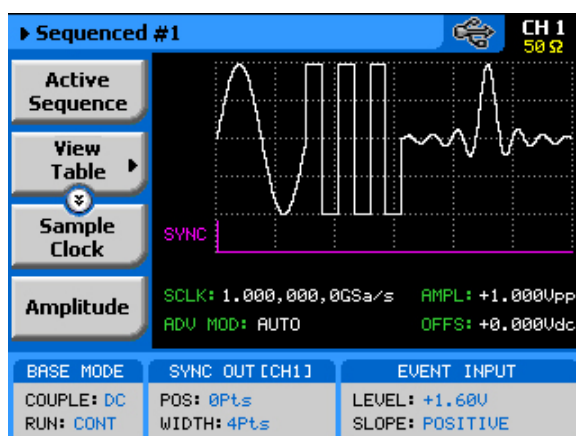 Sequenced #1
CH 1
50 Ω
Active
Sequence
View
Table
Sample
Clock
Amplitude
SYNC
SCLK: 1.000,000,0GSa/s AMPL: +1.000Vpp
ADV MOD: AUTO OFFS: +0.000Vdc
BASE MODE
COUPLE: DC
RUN: CONT
SYNC OUT [CH1]
POS: 0Pts
WIDTH: 4Pts
EVENT INPUT
LEVEL: +1.60V
SLOPE: POSITIVE